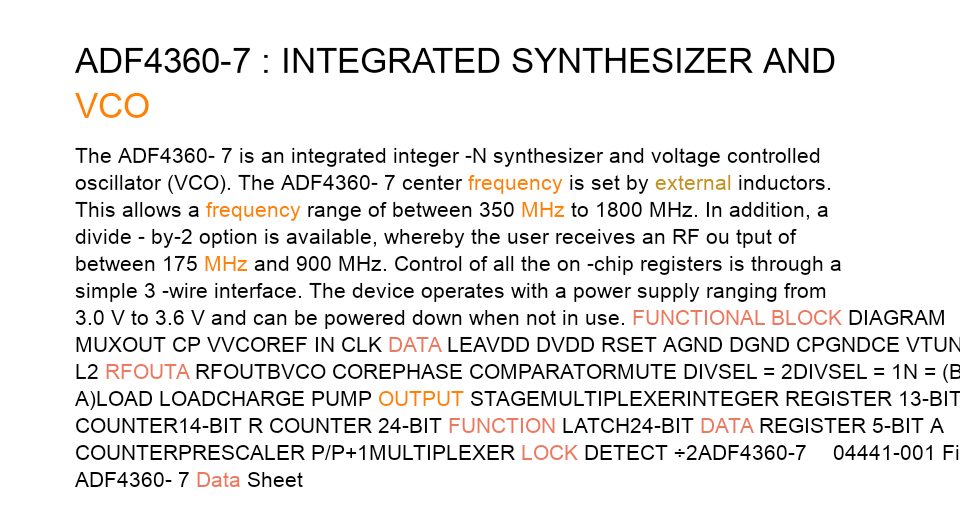 ADF4360-7 : INTEGRATED SYNTHESIZER AND
VCO
The ADF4360- 7 is an integrated integer -N synthesizer and voltage controlled
oscillator (VCO). The ADF4360- 7 center frequency is set by external inductors.
This allows a frequency range of between 350 MHz to 1800 MHz. In addition, a
divide - by-2 option is available, whereby the user receives an RF ou tput of
between 175 MHz and 900 MHz. Control of all the on -chip registers is through a
simple 3 -wire interface. The device operates with a power supply ranging from
3.0 V to 3.6 V and can be powered down when not in use. FUNCTIONAL BLOCK DIAGRAM
MUXOUT CP VVCOREF IN CLK DATA LEAVDD DVDD RSET AGND DGND CPGNDCE VTUN
L2 RFOUTA RFOUTBVCO COREPHASE COMPARATORMUTE DIVSEL = 2DIVSEL = 1N = (B
A)LOAD LOADCHARGE PUMP OUTPUT STAGEMULTIPLEXERINTEGER REGISTER 13-BIT
COUNTER14-BIT R COUNTER 24-BIT FUNCTION LATCH24-BIT DATA REGISTER 5-BIT A
COUNTERPRESCALER P/P+1MULTIPLEXER LOCK DETECT ÷2ADF4360-7 04441-001 Fi
ADF4360- 7 Data Sheet